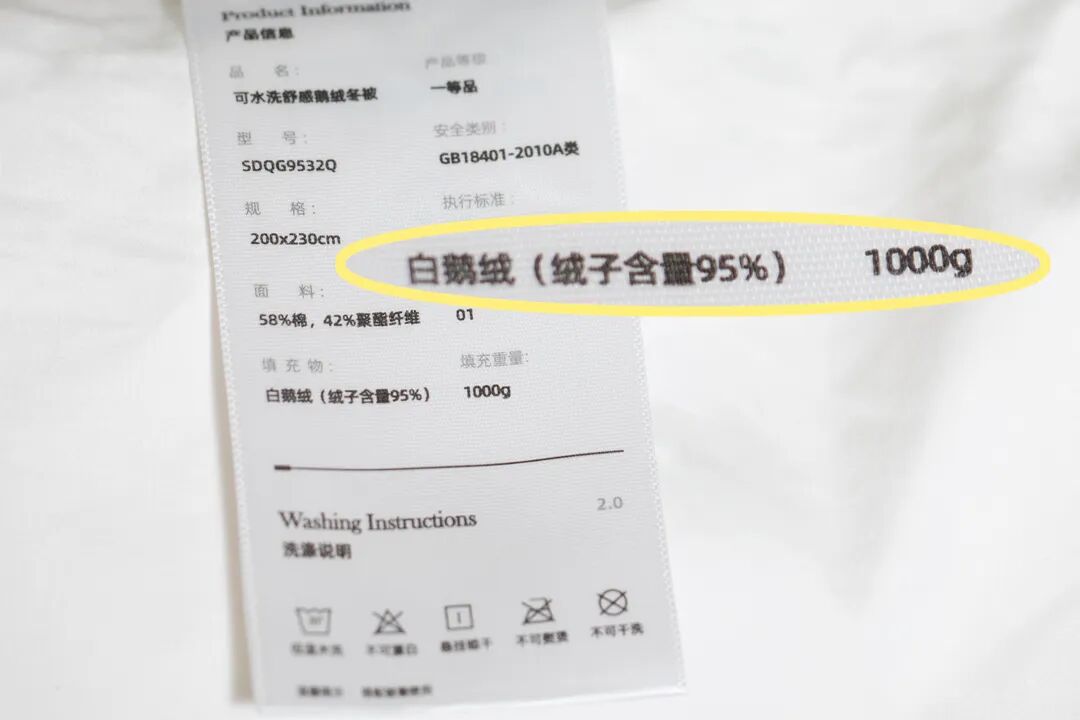 Product Information
产品信息
品 名: 产品等级
可水洗舒感鹅绒冬被 一等品
型 号: 安全类别:
SDQG9532Q GB18401-2010A类
规 格: 执行标准:
200x230cm
白鹅绒（绒子含量95%） 1000g
面 料:
58%棉，42%聚酯纤维 01
填 充 物: 填充重量:
白鹅绒（绒子含量95%） 1000g
Washing Instructions 2.0
洗涤说明
不可漂白 悬挂晾干 不可熨烫 不可干洗